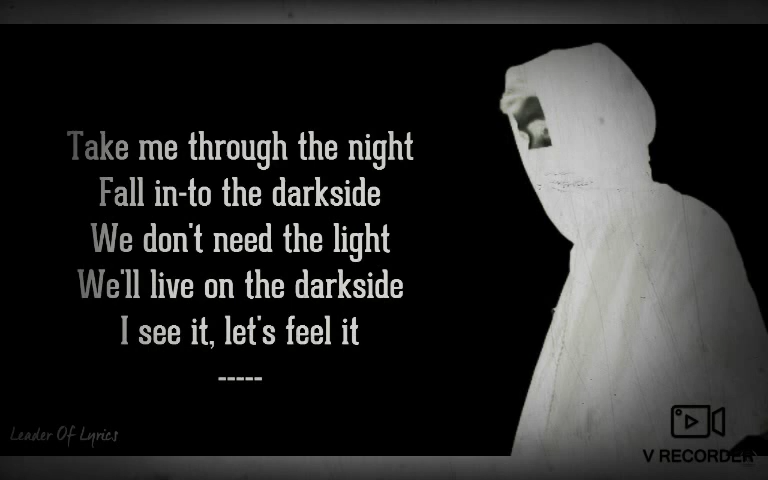 Take me through the night
Fall in-to the darkside
We don't need the light
We'll live on the darkside
I see it, let's feel it
-----
Leader Of Lyrics
V RECORDER